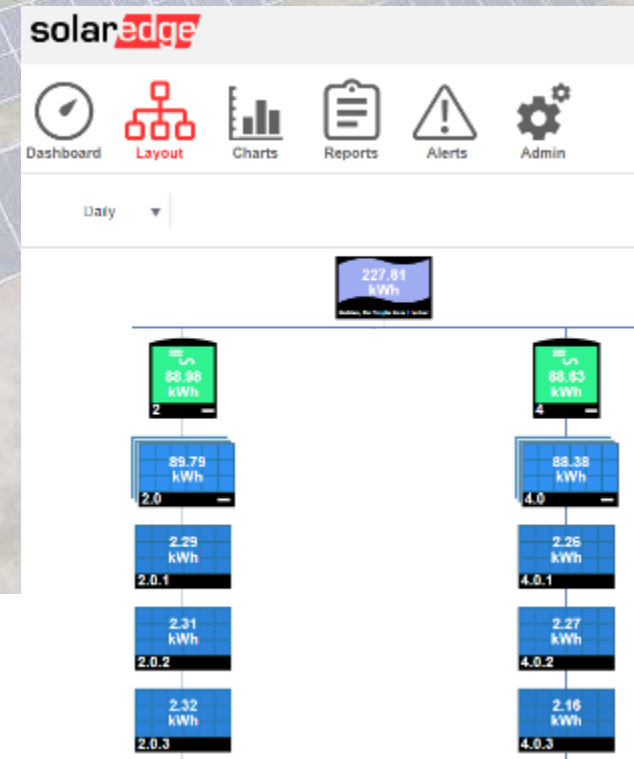 solaredge
Dashboard Layout Charts Reports Alerts Admin
Daily
227.81
kWh
88.98
kWh
2
88.63
kWh
4
89.79
kWh
2.0
88.38
kWh
4.0
2.29
kWh
2.0.1
2.26
kWh
4.0.1
2.31
kWh
2.0.2
2.27
kWh
4.0.2
2.32
kWh
2.0.3
2.16
kWh
4.0.3